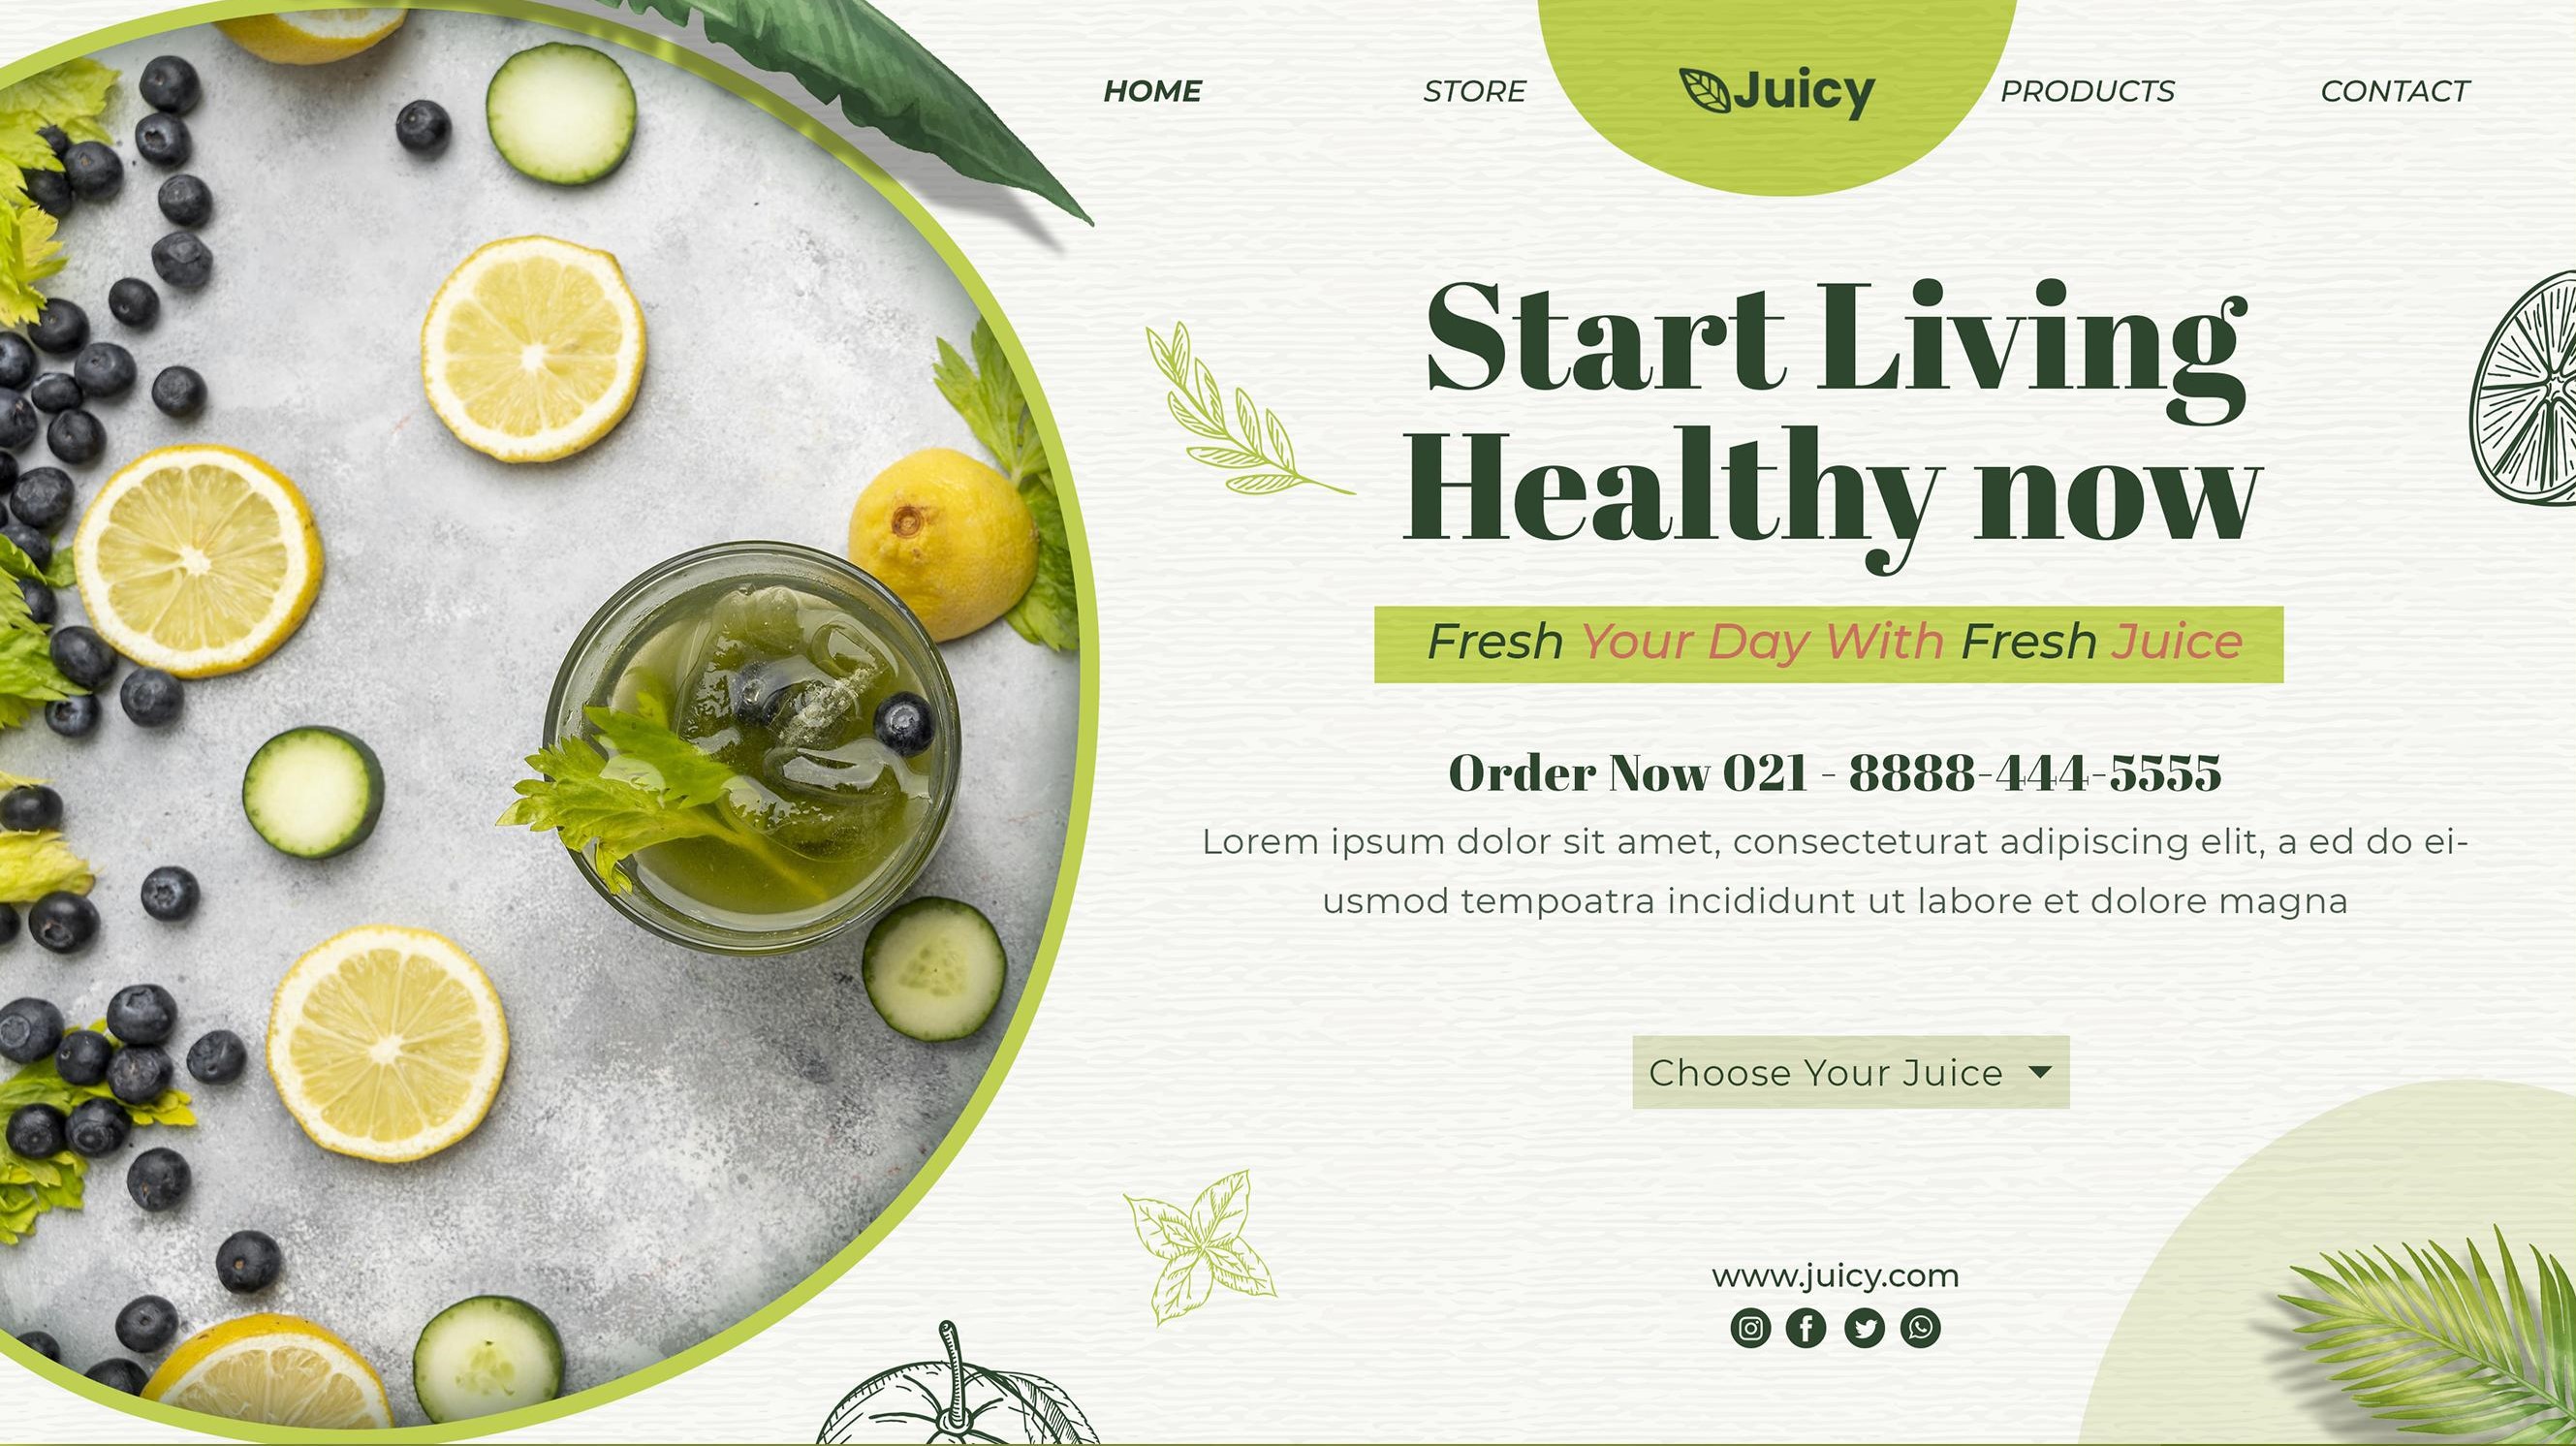 HOME STORE Juicy PRODUCTS CONTACT
Start Living
Healthy now
Fresh Your Day With Fresh Juice
Order Now 021 - 8888-444-5555
Lorem ipsum dolor sit amet, consecteturat adipiscing elit, a ed do ei-
usmod tempoatra incididunt ut labore et dolore magna
Choose Your Juice
www.juicy.com